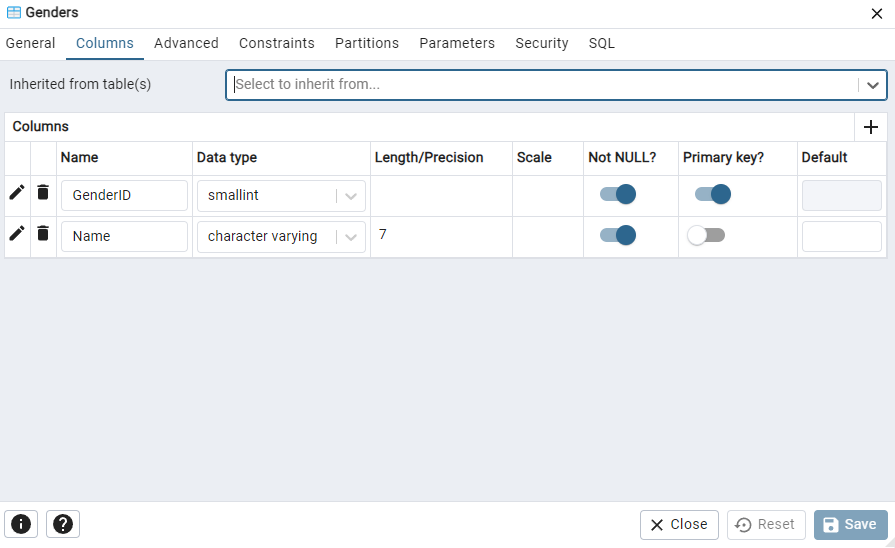 Genders
General Columns Advanced Constraints Partitions Parameters Security SQL
Inherited from table(s) Select to inherit from...
Columns
Name Data type Length/Precision Scale Not NULL? Primary key? Default
GenderID smallint
Name character varying 7
Close Reset Save